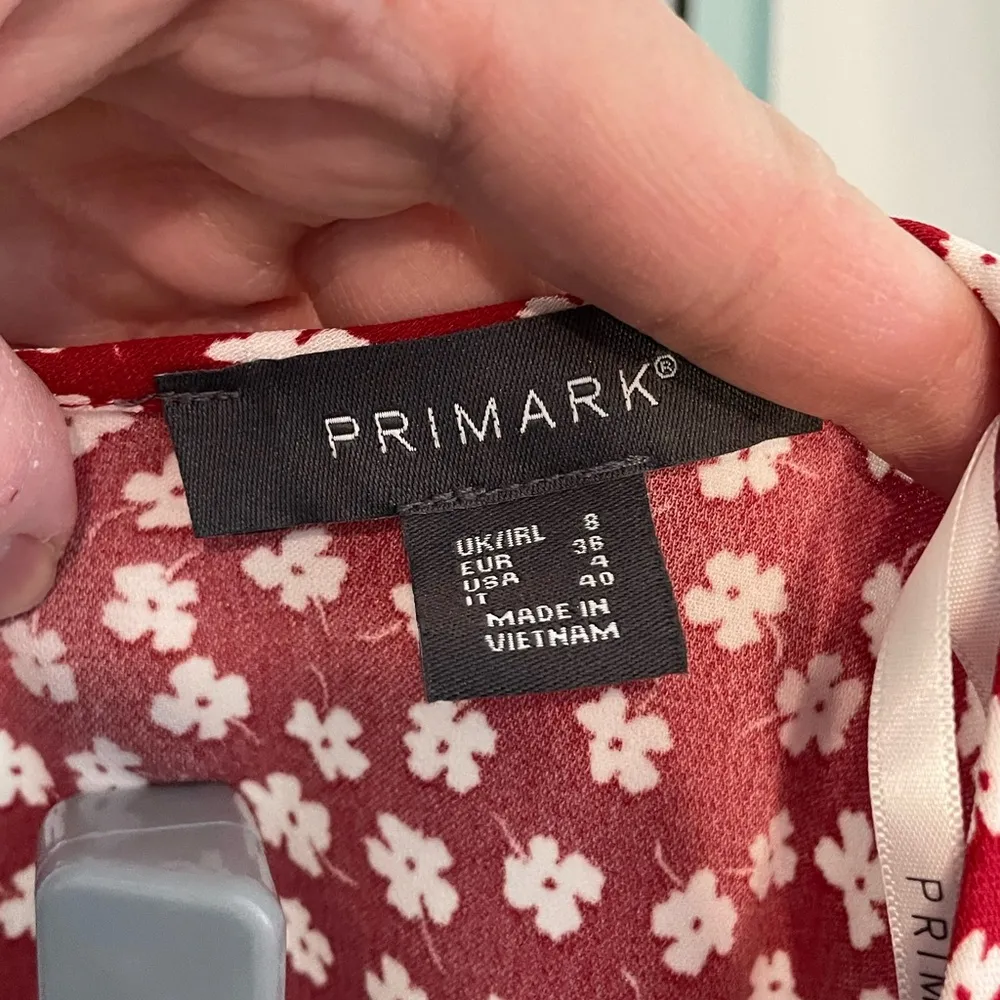 PRIMARK®
UK/IRL 8
EUR 36
USA 4
IT 40
MADE IN
VIETNAM
PRIM